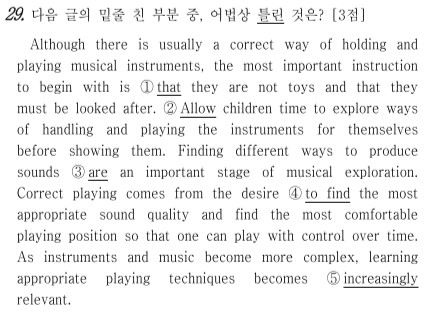 29. 다음 글의 밑줄 친 부분 중, 어법상 틀린 것은? [3점]
Although there is usually a correct way of holding and
playing musical instruments, the most important instruction
to begin with is ① that they are not toys and that they
must be looked after. ② Allow children time to explore ways
of handling and playing the instruments for themselves
before showing them. Finding different ways to produce
sounds ③ are an important stage of musical exploration.
Correct playing comes from the desire ④ to find the most
appropriate sound quality and find the most comfortable
playing position so that one can play with control over time.
As instruments and music become more complex, learning
appropriate playing techniques becomes ⑤ increasingly
relevant.